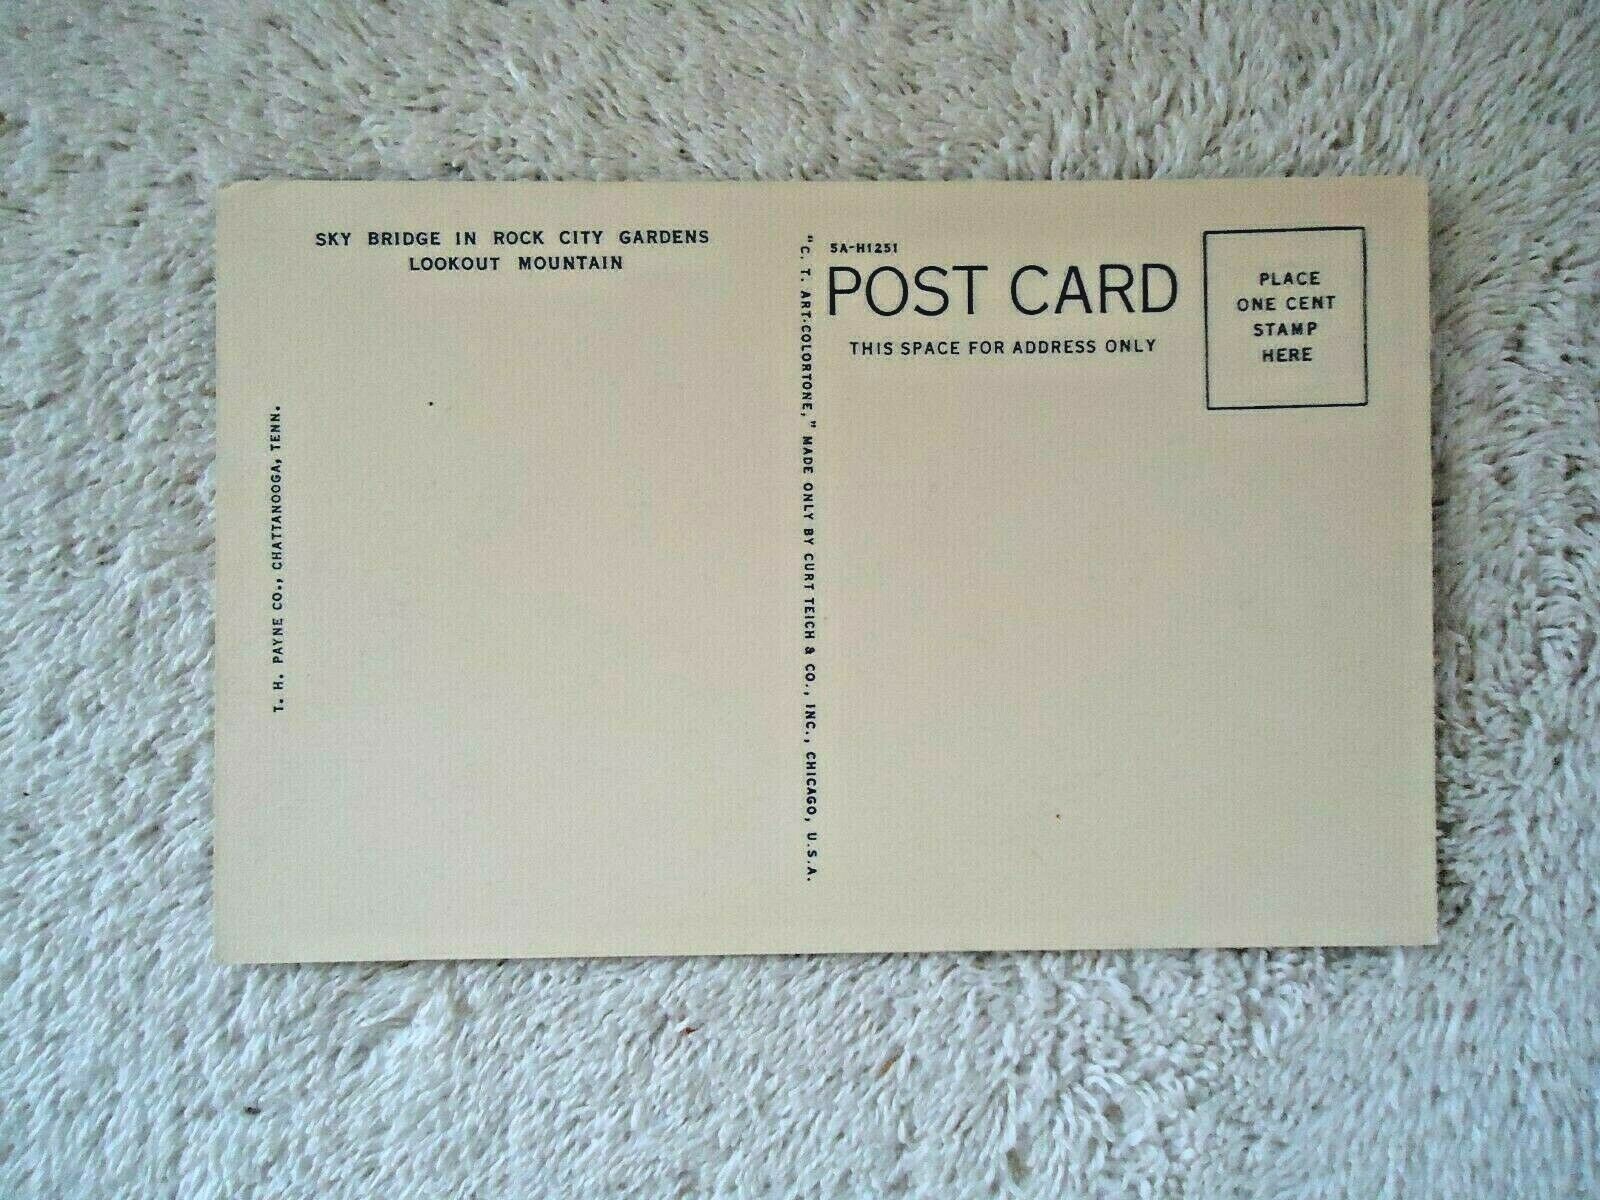 SKY BRIDGE IN ROCK CITY GARDENS
LOOKOUT MOUNTAIN
T. H. PAYNE CO., CHATTANOOGA, TENN.
"C. T. ART-COLORTONE," MADE ONLY BY CURT TEICH & CO., INC., CHICAGO, U.S.A.
5A-H1251
POST CARD
THIS SPACE FOR ADDRESS ONLY
PLACE
ONE CENT
STAMP
HERE